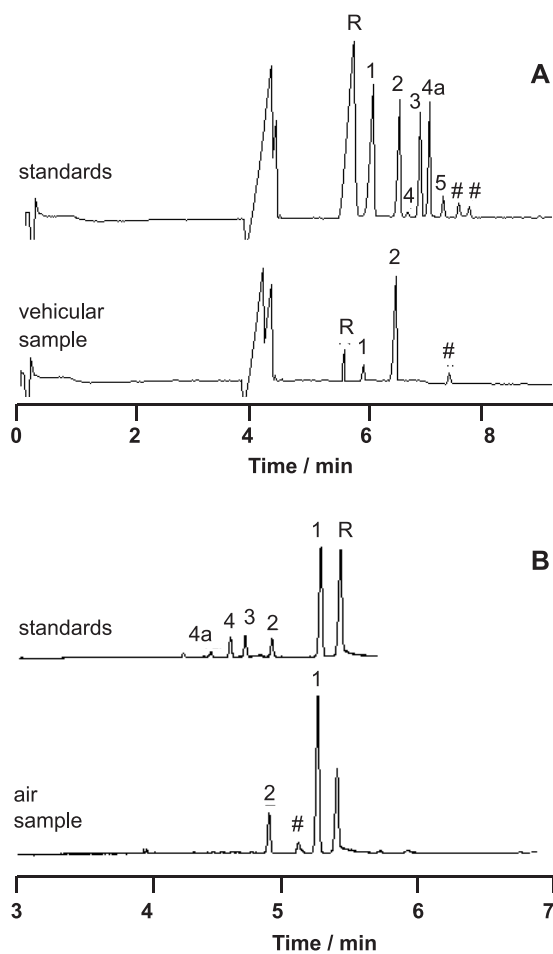 R
A
1
2
4a
3
standards
4
5
# #
2
vehicular
sample
R
1
#
0 2 4 6 8
Time / min
1 R
B
4a 4 3 2
standards
1
air
sample
2
#
3 4 5 6 7
Time / min